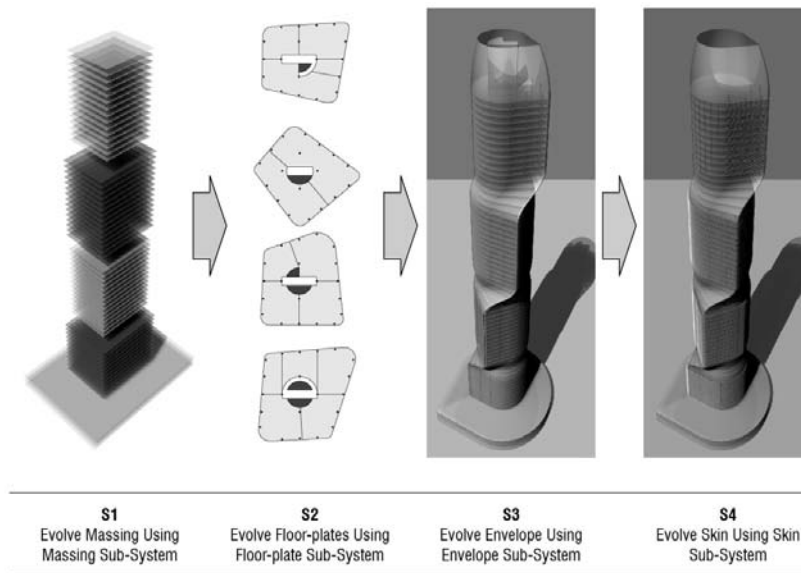 S1
Evolve Massing Using
Massing Sub-System
S2
Evolve Floor-plates Using
Floor-plate Sub-System
S3
Evolve Envelope Using
Envelope Sub-System
S4
Evolve Skin Using Skin
Sub-System